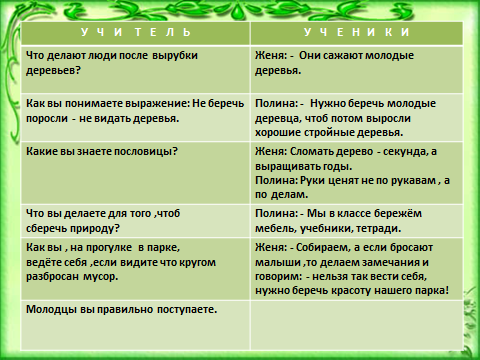 У Ч И Т Е Л Ь
У Ч Е Н И К И
Что делают люди после вырубки
деревьев?
Женя: - Они сажают молодые
деревья.
Как вы понимаете выражение: Не беречь
поросли - не видать деревья.
Полина: - Нужно беречь молодые
деревца, чтоб потом выросли
хорошие стройные деревья.
Какие вы знаете пословицы?
Женя: Сломать дерево - секунда, а
выращивать годы.
Полина: Руки ценят не по рукавам , а
по делам.
Что вы делаете для того ,чтоб
сберечь природу?
Полина: - Мы в классе бережём
мебель, учебники, тетради.
Как вы , на прогулке в парке,
ведёте себя ,если видите что кругом
разбросан мусор.
Женя: - Собираем, а если бросают
малыши ,то делаем замечания и
говорим: - нельзя так вести себя,
нужно беречь красоту нашего парка!
Молодцы вы правильно поступаете.